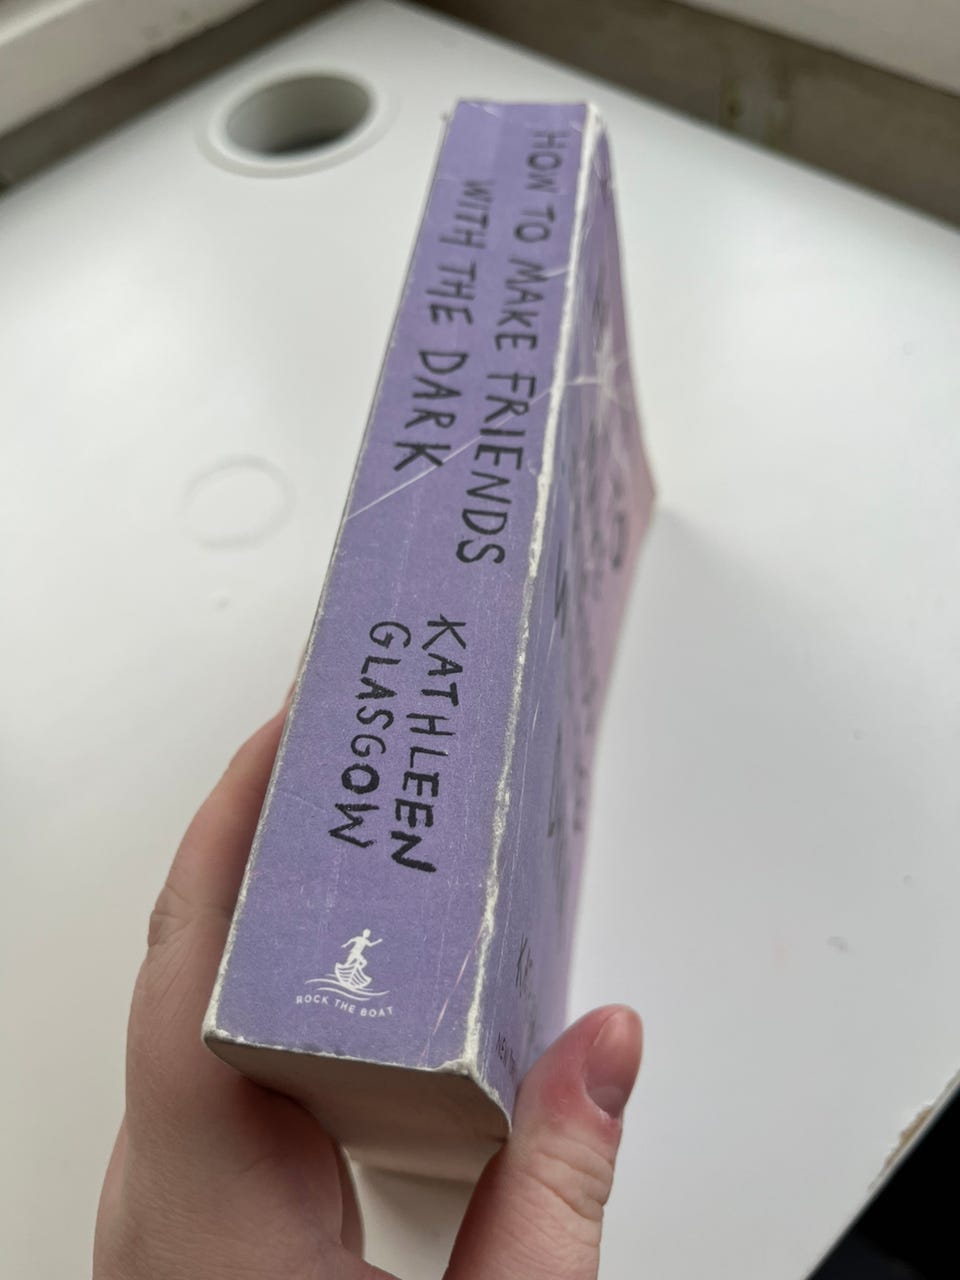 HOW TO MAKE FRIENDS
WITH THE DARK
KATHLEEN
GLASGOW
ROCK THE BOAT